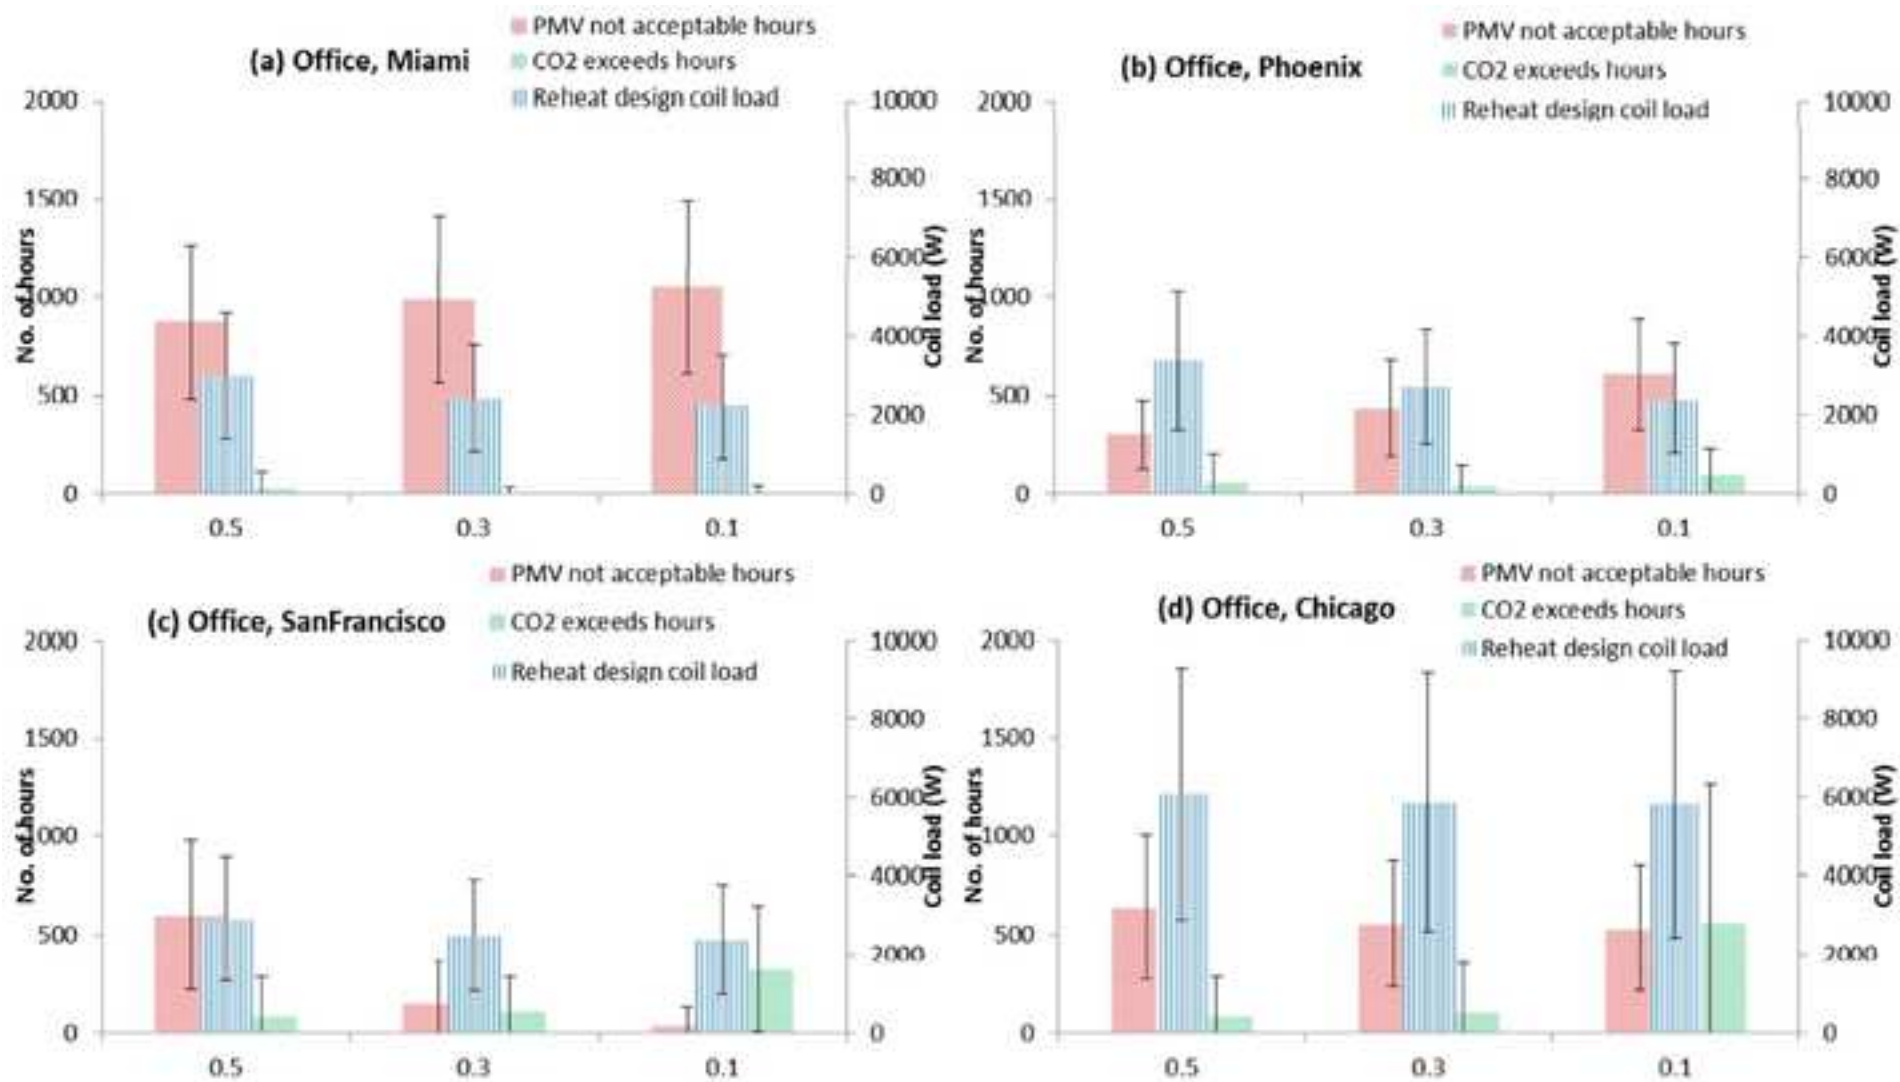 (a) Office, Miami
PMV not acceptable hours
CO2 exceeds hours
Reheat design coil load
2000
1500
1000
500
0
No. of hours
10000
8000
6000
4000
2000
0
Coil load (W)
0.5 0.3 0.1
(b) Office, Phoenix
PMV not acceptable hours
CO2 exceeds hours
Reheat design coil load
2000
1500
1000
500
0
No. of hours
10000
8000
6000
4000
2000
0
Coil load (W)
0.5 0.3 0.1
(c) Office, SanFrancisco
PMV not acceptable hours
CO2 exceeds hours
Reheat design coil load
2000
1500
1000
500
0
No. of hours
10000
8000
6000
4000
2000
0
Coil load (W)
0.5 0.3 0.1
(d) Office, Chicago
PMV not acceptable hours
CO2 exceeds hours
Reheat design coil load
2000
1500
1000
500
0
No. of hours
10000
8000
6000
4000
2000
0
Coil load (W)
0.5 0.3 0.1